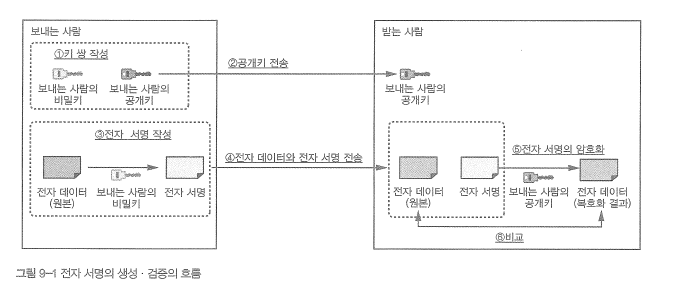 보내는 사람
①키 쌍 작성
보내는 사람의
비밀키
보내는 사람의
공개키
②공개키 전송
받는 사람
보내는 사람의
공개키
③전자 서명 작성
전자 데이터
(원본)
보내는 사람의
비밀키
전자 서명
④전자 데이터와 전자 서명 전송
전자 데이터
(원본)
전자 서명
⑤전자 서명의 암호화
보내는 사람의
공개키
전자 데이터
(복호화 결과)
⑥비교
그림 9-1 전자 서명의 생성 · 검증의 흐름